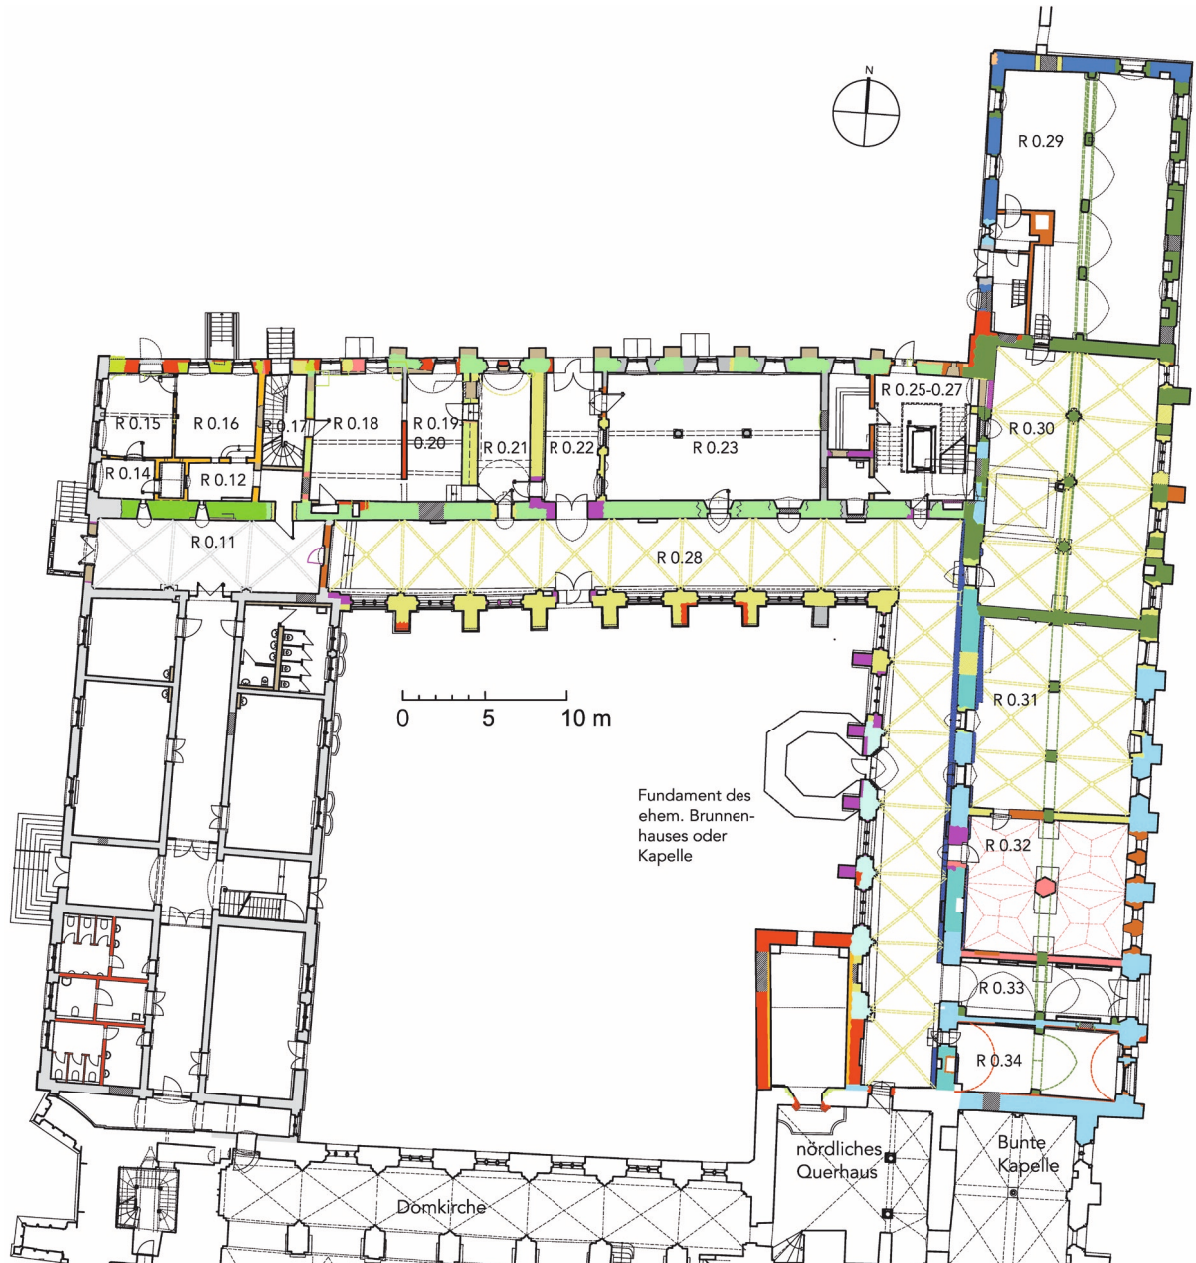 N
R 0.29
R 0.15
R 0.16
R 0.17
R 0.18
R 0.19-
0.20
R 0.21
R 0.22
R 0.23
R 0.25-0.27
R 0.30
R 0.14
R 0.12
R 0.11
R 0.28
R 0.31
0 5 10 m
Fundament des
ehem. Brunnen-
hauses oder
Kapelle
R 0.32
R 0.33
R 0.34
nördliches
Querhaus
Bunte
Kapelle
Domkirche